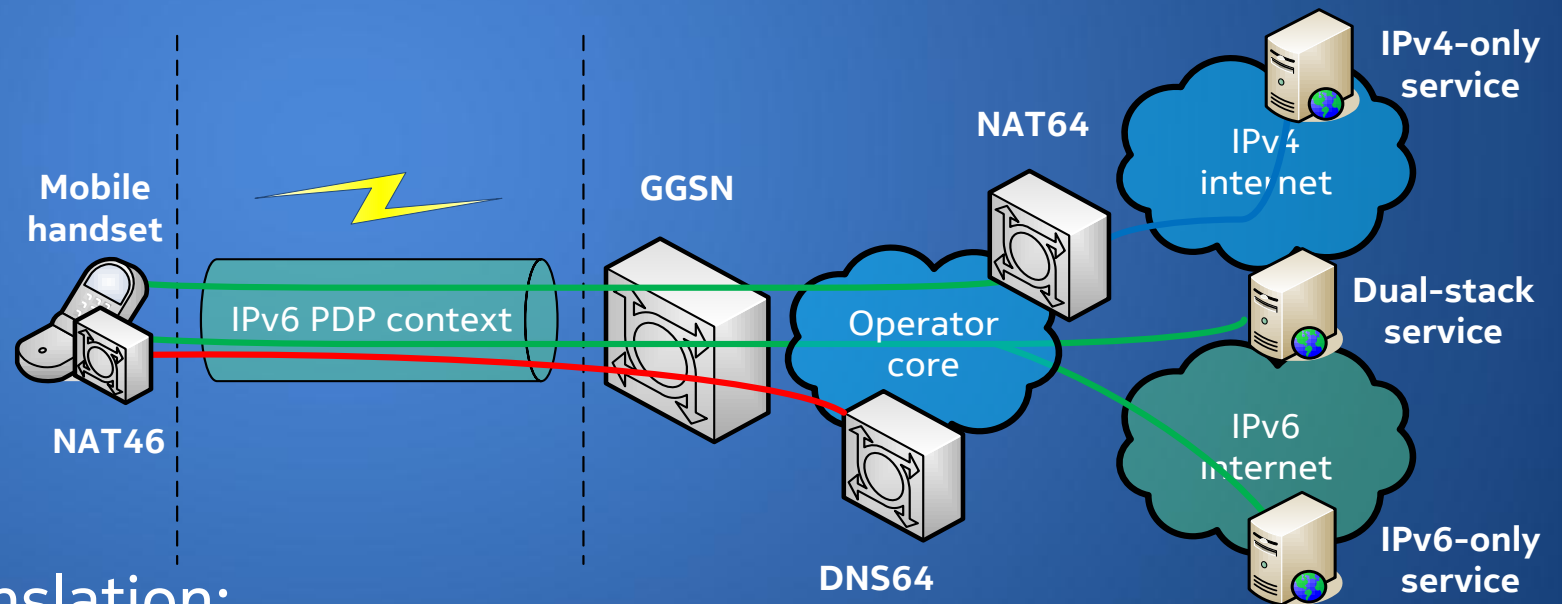 IPv4-only
service
NAT64
IPv4
internet
Mobile
handset
GGSN
IPv6 PDP context
Operator
core
Dual-stack
service
NAT46
IPv6
internet
DNS64
IPv6-only
service